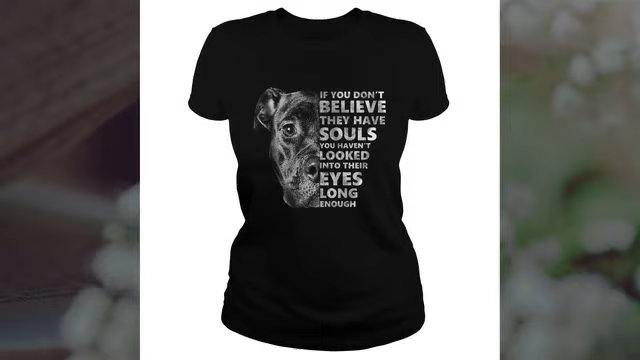 IF YOU DON'T
BELIEVE
THEY HAVE
SOULS
YOU HAVEN'T
LOOKED
INTO THEIR
EYES
LONG
ENOUGH